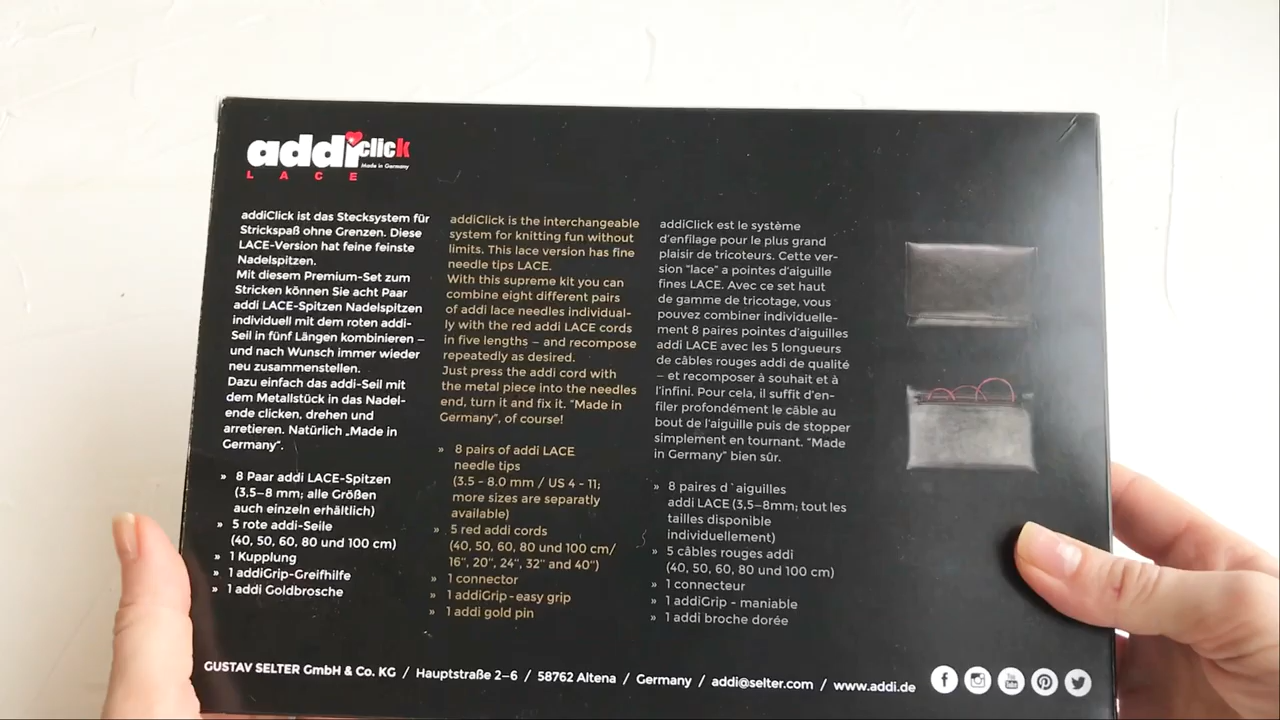 addiclick
Made in Germany
LACE
addiClick ist das Stecksystem für
Strickspaß ohne Grenzen. Diese
LACE-Version hat feine feinste
Nadelspitzen.
Mit diesem Premium-Set zum
Stricken können Sie acht Paar
addi LACE-Spitzen Nadelspitzen
individuell mit dem roten addi-
Seil in fünf Längen kombinieren –
und nach Wunsch immer wieder
neu zusammenstellen.
Dazu einfach das addi-Seil mit
dem Metallstück in das Nadel-
ende clicken, drehen und
arretieren. Natürlich „Made in
Germany“.
» 8 Paar addi LACE-Spitzen
(3,5–8 mm; alle Größen
auch einzeln erhältlich)
» 5 rote addi-Seile
(40, 50, 60, 80 und 100 cm)
» 1 Kupplung
» 1 addiGrip-Greifhilfe
» 1 addi Goldbrosche
addiClick is the interchangeable
system for knitting fun without
limits. This lace version has fine
needle tips LACE.
With this supreme kit you can
combine eight different pairs
of addi lace needles individual-
ly with the red addi LACE cords
in five lengths – and recompose
repeatedly as desired.
Just press the addi cord with
the metal piece into the needles
end, turn it and fix it. “Made in
Germany”, of course!
» 8 pairs of addi LACE
needle tips
(3.5 - 8.0 mm / US 4 - 11;
more sizes are separatly
available)
» 5 red addi cords
(40, 50, 60, 80 und 100 cm/
16“, 20“, 24“, 32“ and 40“)
» 1 connector
» 1 addiGrip - easy grip
» 1 addi gold pin
addiClick est le système
d’enfilage pour le plus grand
plaisir de tricoteurs. Cette ver-
sion “lace” a pointes d’aiguille
fines LACE. Avec ce set haut
de gamme de tricotage, vous
pouvez combiner individuelle-
ment 8 paires pointes d’aiguilles
addi LACE avec les 5 longueurs
de câbles rouges addi de qualité
– et recomposer à souhait et à
l’infini. Pour cela, il suffit d’en-
filer profondément le câble au
bout de l’aiguille puis de stopper
simplement en tournant. “Made
in Germany” bien sûr.
» 8 paires d`aiguilles
addi LACE (3,5–8mm; tout les
tailles disponible
individuellement)
» 5 câbles rouges addi
(40, 50, 60, 80 und 100 cm)
» 1 connecteur
» 1 addiGrip - maniable
» 1 addi broche dorée
GUSTAV SELTER GmbH & Co. KG / Hauptstraße 2–6 / 58762 Altena / Germany / addi@selter.com / www.addi.de